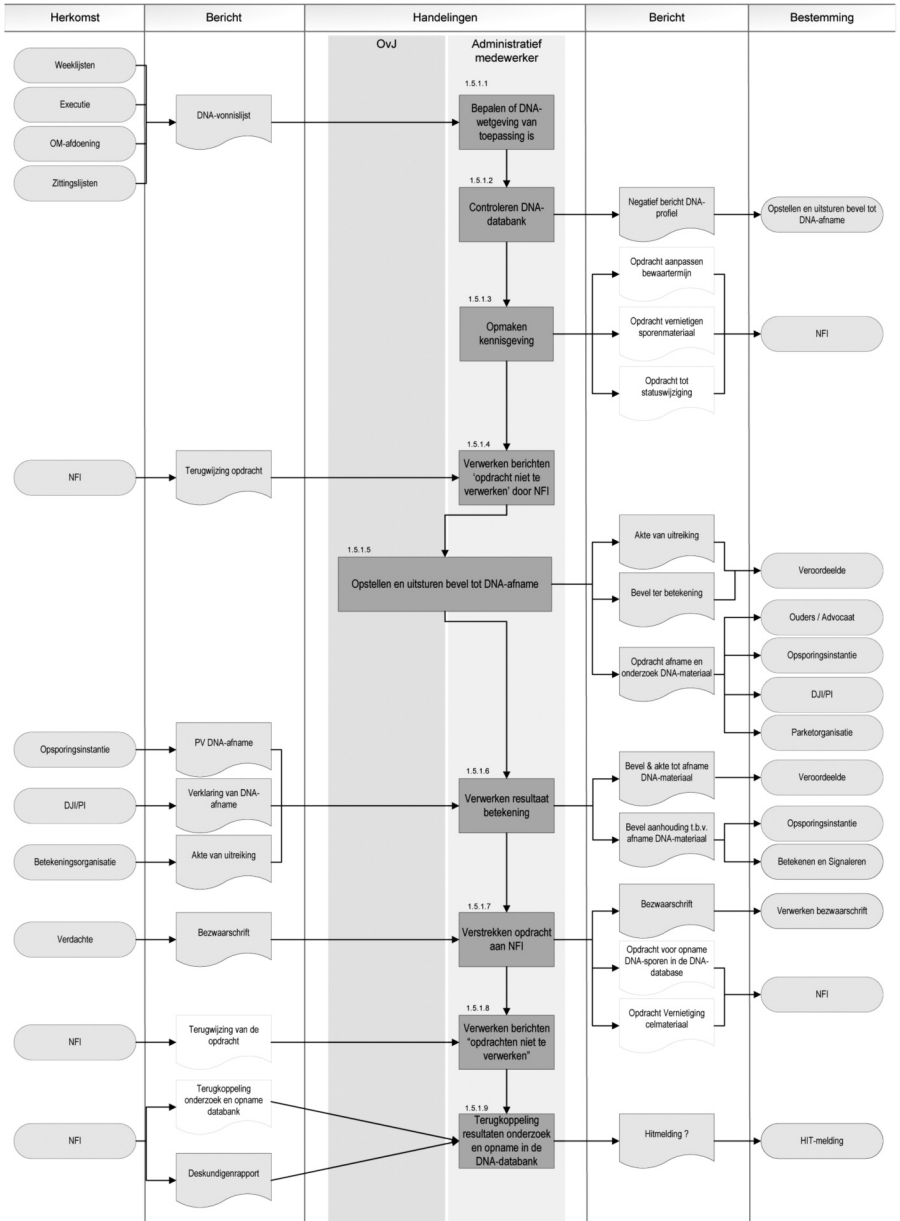 Herkomst
Bericht
Handelingen
Bericht
Bestemming
OvJ
Administratief
medewerker
Weeklijsten
Executie
OM-afdoening
Zittingslijsten
DNA-vonnislijst
1.5.1.1
Bepalen of DNA-
wetgeving van
toepassing is
1.5.1.2
Controleren DNA-
databank
Negatief bericht DNA-
profiel
Opstellen en uitsturen bevel tot
DNA-afname
1.5.1.3
Opmaken
kennisgeving
Opdracht aanpassen
bewaartermijn
Opdracht vernietigen
sporenmateriaal
Opdracht tot
statuswijziging
NFI
NFI
Terugwijzing opdracht
1.5.1.4
Verwerken berichten
‘opdracht niet te
verwerken’ door NFI
1.5.1.5
Opstellen en uitsturen bevel tot DNA-afname
Akte van uitreiking
Bevel ter betekening
Opdracht afname en
onderzoek DNA-materiaal
Veroordeelde
Ouders / Advocaat
Opsporingsinstantie
DJI/PI
Parketorganisatie
Opsporingsinstantie
PV DNA-afname
DJI/PI
Verklaring van DNA-
afname
Betekeningsorganisatie
Akte van uitreiking
1.5.1.6
Verwerken resultaat
betekening
Bevel & akte tot afname
DNA-materiaal
Veroordeelde
Bevel aanhouding t.b.v.
afname DNA-materiaal
Opsporingsinstantie
Betekenen en Signaleren
Verdachte
Bezwaarschrift
1.5.1.7
Verstrekken opdracht
aan NFI
Bezwaarschrift
Verwerken bezwaarschrift
Opdracht voor opname
DNA-sporen in de DNA-
database
Opdracht Vernietiging
celmateriaal
NFI
NFI
Terugwijzing van de
opdracht
1.5.1.8
Verwerken berichten
“opdrachten niet te
verwerken”
NFI
Terugkoppeling
onderzoek en opname
databank
Deskundigenrapport
1.5.1.9
Terugkoppeling
resultaten onderzoek
en opname in de
DNA-databank
Hitmelding ?
HIT-melding